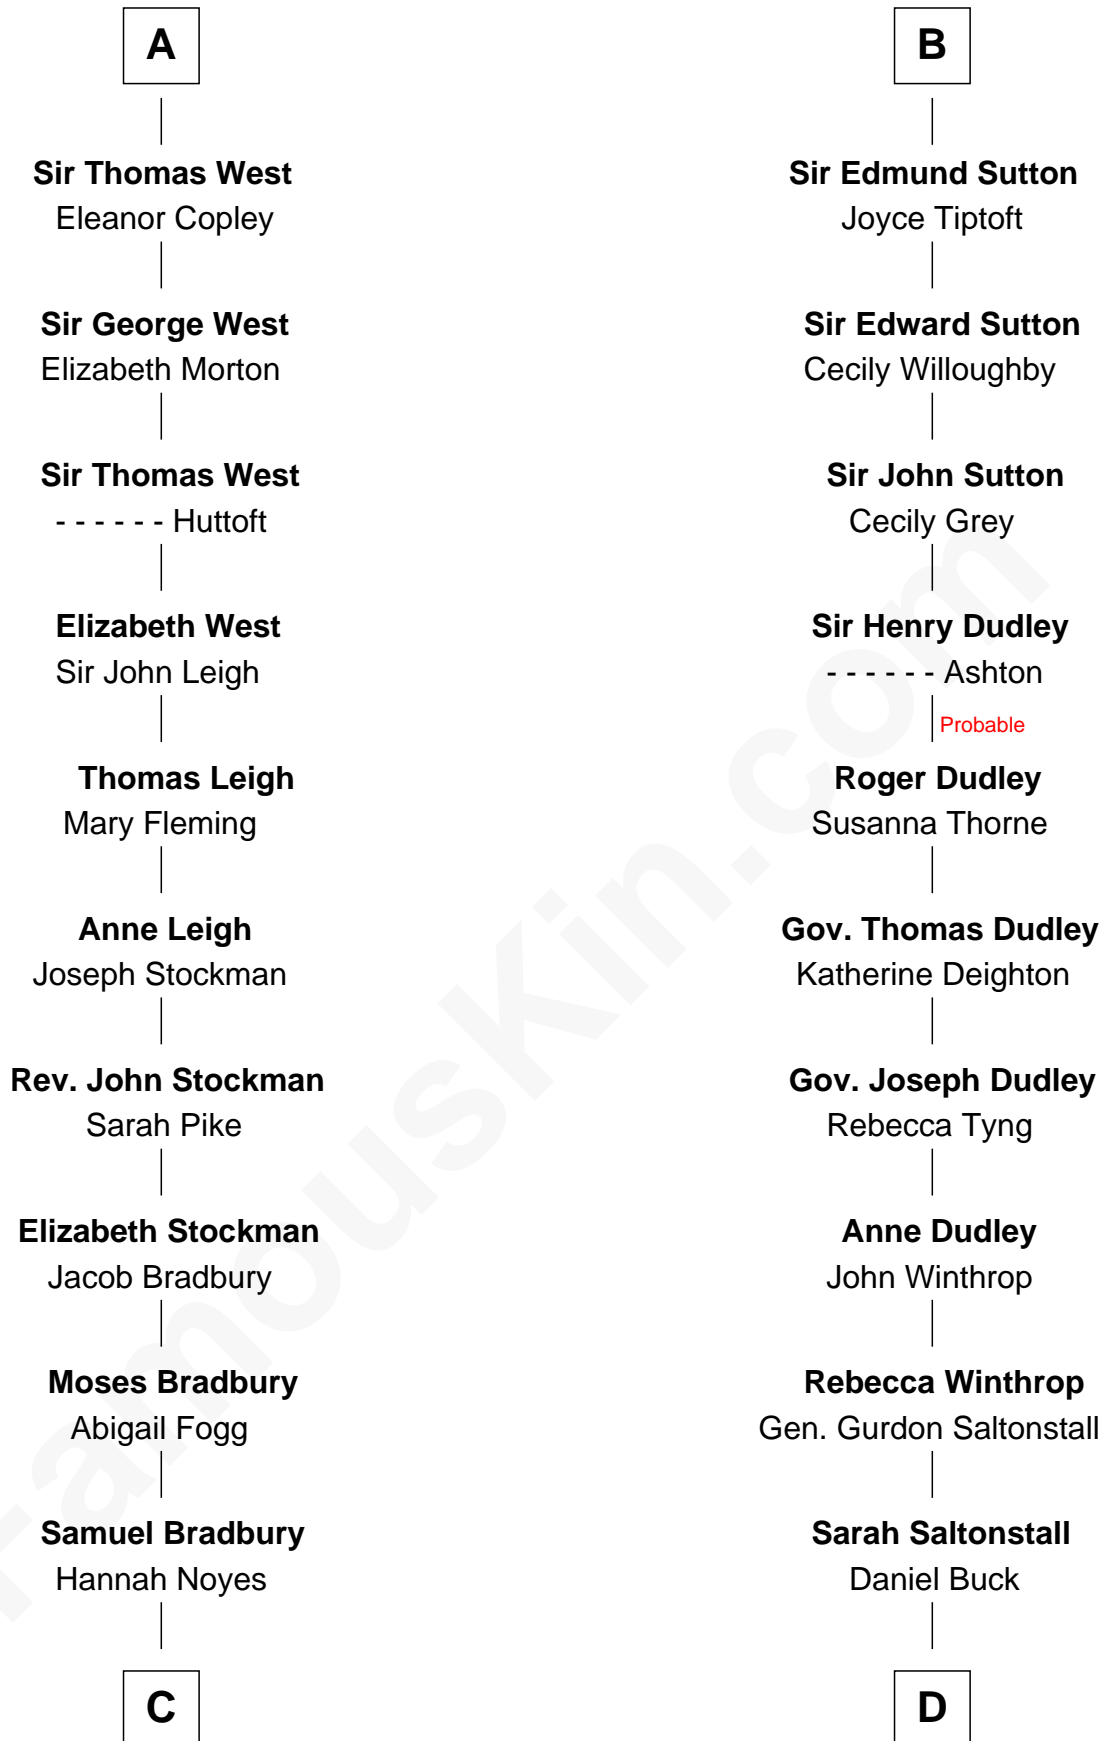 A
Sir Thomas West
Eleanor Copley
Sir George West
Elizabeth Morton
Sir Thomas West
- - - - - - Huttoft
Elizabeth West
Sir John Leigh
Thomas Leigh
Mary Fleming
Anne Leigh
Joseph Stockman
Rev. John Stockman
Sarah Pike
Elizabeth Stockman
Jacob Bradbury
Moses Bradbury
Abigail Fogg
Samuel Bradbury
Hannah Noyes
C
B
Sir Edmund Sutton
Joyce Tiptoft
Sir Edward Sutton
Cecily Willoughby
Sir John Sutton
Cecily Grey
Sir Henry Dudley
- - - - - - Ashton
Probable
Roger Dudley
Susanna Thorne
Gov. Thomas Dudley
Katherine Deighton
Gov. Joseph Dudley
Rebecca Tyng
Anne Dudley
John Winthrop
Rebecca Winthrop
Gen. Gurdon Saltonstall
Sarah Saltonstall
Daniel Buck
D
FamousKin.com